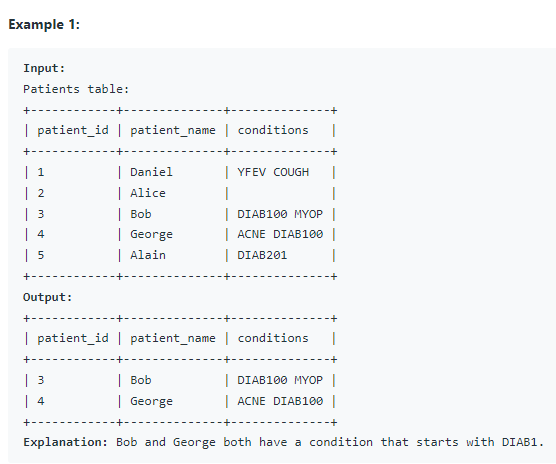 Example 1:
Input:
Patients table:
+------------+--------------+-------------+
| patient_id | patient_name | conditions  |
+------------+--------------+-------------+
| 1          | Daniel       | YFEV COUGH  |
| 2          | Alice        |             |
| 3          | Bob          | DIAB100 MYOP |
| 4          | George       | ACNE DIAB100 |
| 5          | Alain        | DIAB201     |
+------------+--------------+-------------+
Output:
+------------+--------------+-------------+
| patient_id | patient_name | conditions  |
+------------+--------------+-------------+
| 3          | Bob          | DIAB100 MYOP |
| 4          | George       | ACNE DIAB100 |
+------------+--------------+-------------+
Explanation: Bob and George both have a condition that starts with DIAB1.